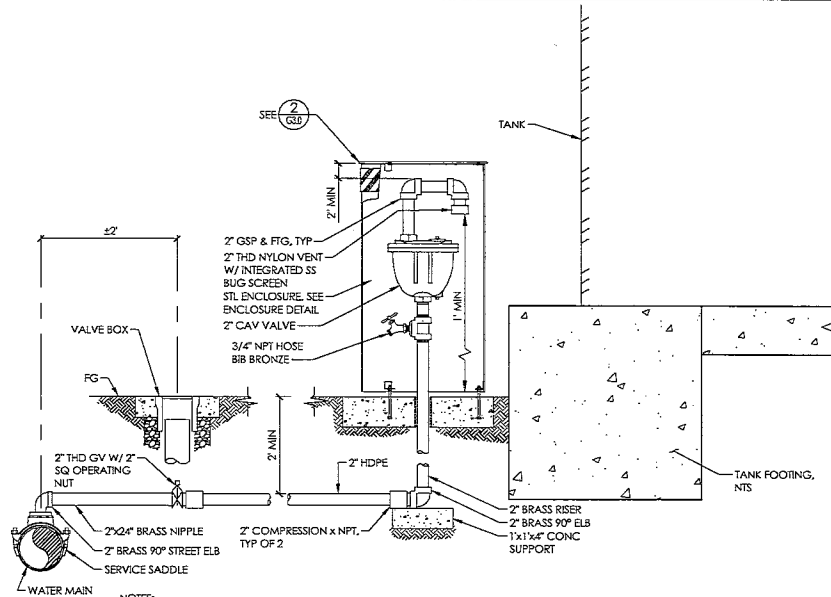 SEE
2
G3.0
TANK
2" MIN
±2'
2" GSP & FTG, TYP
2" THD NYLON VENT
W/ INTEGRATED SS
BUG SCREEN
STL ENCLOSURE. SEE
ENCLOSURE DETAIL
2" CAV VALVE
1' MIN
VALVE BOX
3/4" NPT HOSE
BIB BRONZE
FG
2' MIN
2" THD GV W/ 2"
SQ OPERATING
NUT
2" HDPE
TANK FOOTING,
NTS
2" BRASS RISER
2"x24" BRASS NIPPLE
2" COMPRESSION x NPT,
TYP OF 2
2" BRASS 90° ELB
2" BRASS 90° STREET ELB
1'x1'x4" CONC
SUPPORT
SERVICE SADDLE
WATER MAIN